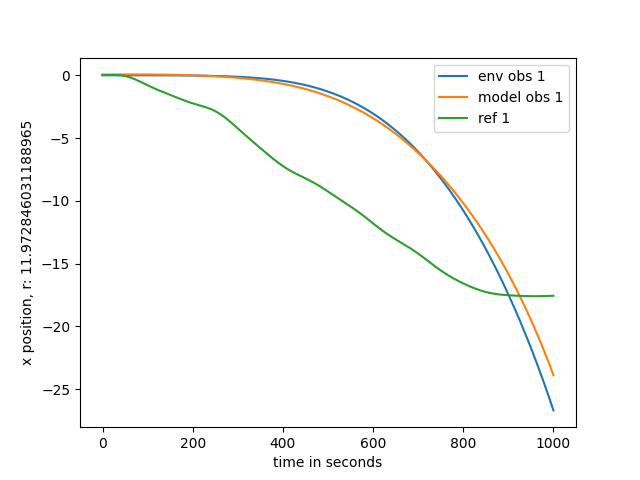 env obs 1
model obs 1
ref 1
0
−5
−10
−15
−20
−25
x position, r: 11.972846031188965
0
200
400
600
800
1000
time in seconds